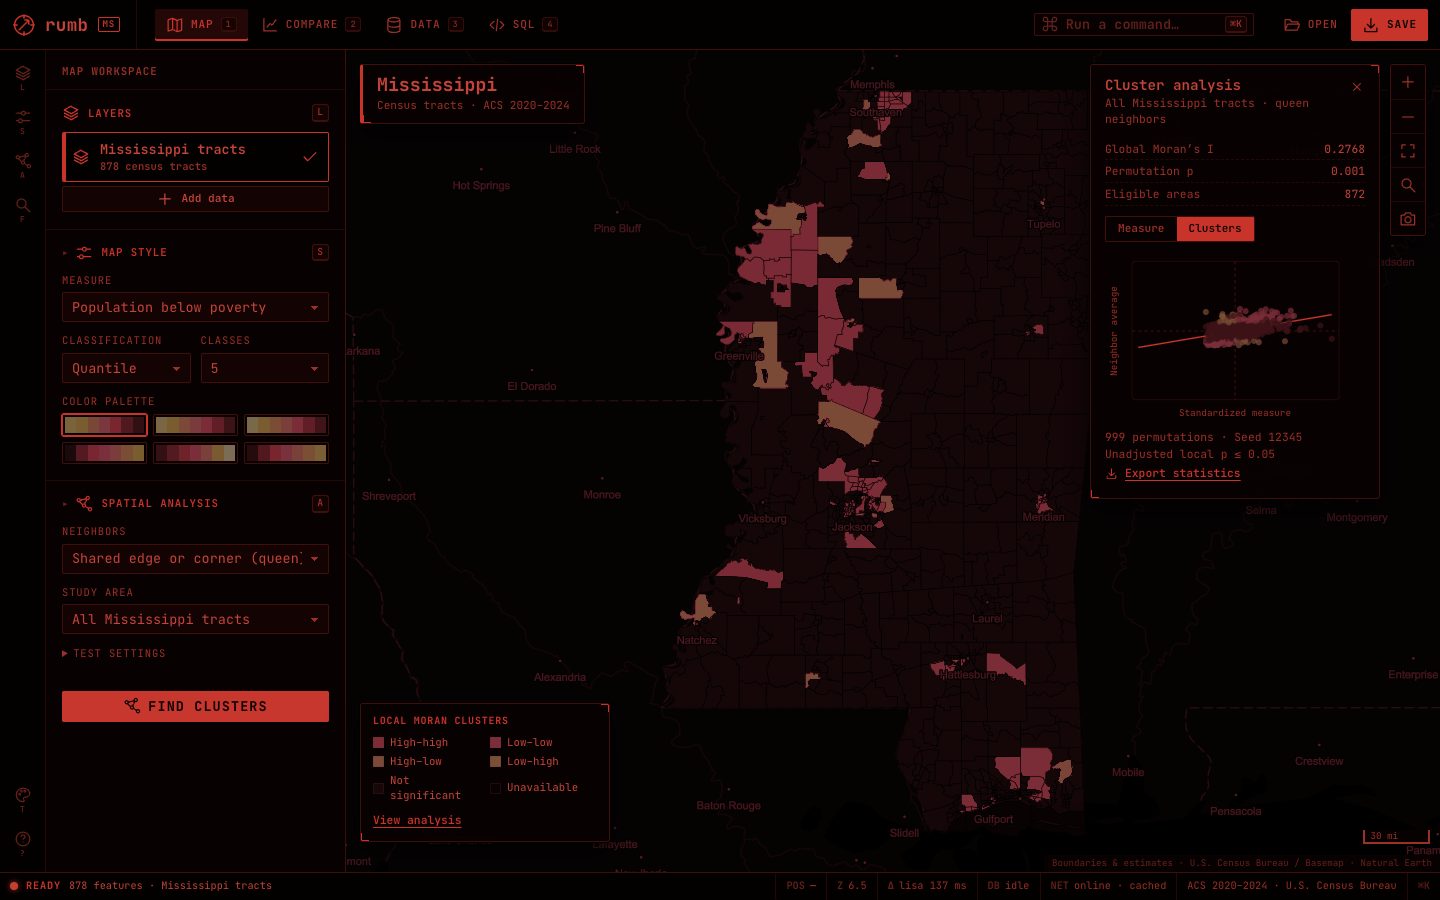 rumb MS
MAP 1
COMPARE 2
DATA 3
SQL 4
Run a command… ⌘K
OPEN
SAVE
L
S
A
F
T
?
MAP WORKSPACE
LAYERS L
Mississippi tracts
878 census tracts
Add data
MAP STYLE S
MEASURE
Population below poverty
CLASSIFICATION CLASSES
Quantile 5
COLOR PALETTE
SPATIAL ANALYSIS A
NEIGHBORS
Shared edge or corner (queen)
STUDY AREA
All Mississippi tracts
TEST SETTINGS
FIND CLUSTERS
Mississippi
Census tracts · ACS 2020–2024
Memphis
Southaven
Little Rock
Hot Springs
Pine Bluff
Tupelo
adsden
arkana
Greenville
El Dorado
Shreveport
Monroe
Vicksburg
Jackson
Meridian
Selma
Montgomery
Laurel
Natchez
Hattiesburg
Alexandria
Enterprise
Mobile
Crestview
Baton Rouge
Pensacola
Gulfport
Slidell
Lafayette
mont
Panam
LOCAL MORAN CLUSTERS
High-high Low-low
High-low Low-high
Not significant Unavailable
View analysis
Cluster analysis
All Mississippi tracts · queen
neighbors
Global Moran's I 0.2768
Permutation p 0.001
Eligible areas 872
Measure Clusters
Neighbor average
Standardized measure
999 permutations · Seed 12345
Unadjusted local p ≤ 0.05
Export statistics
30 mi
Boundaries & estimates · U.S. Census Bureau / Basemap · Natural Earth
READY 878 features · Mississippi tracts
POS —
Z 6.5
Δ lisa 137 ms
DB idle
NET online · cached
ACS 2020–2024 · U.S. Census Bureau
⌘K